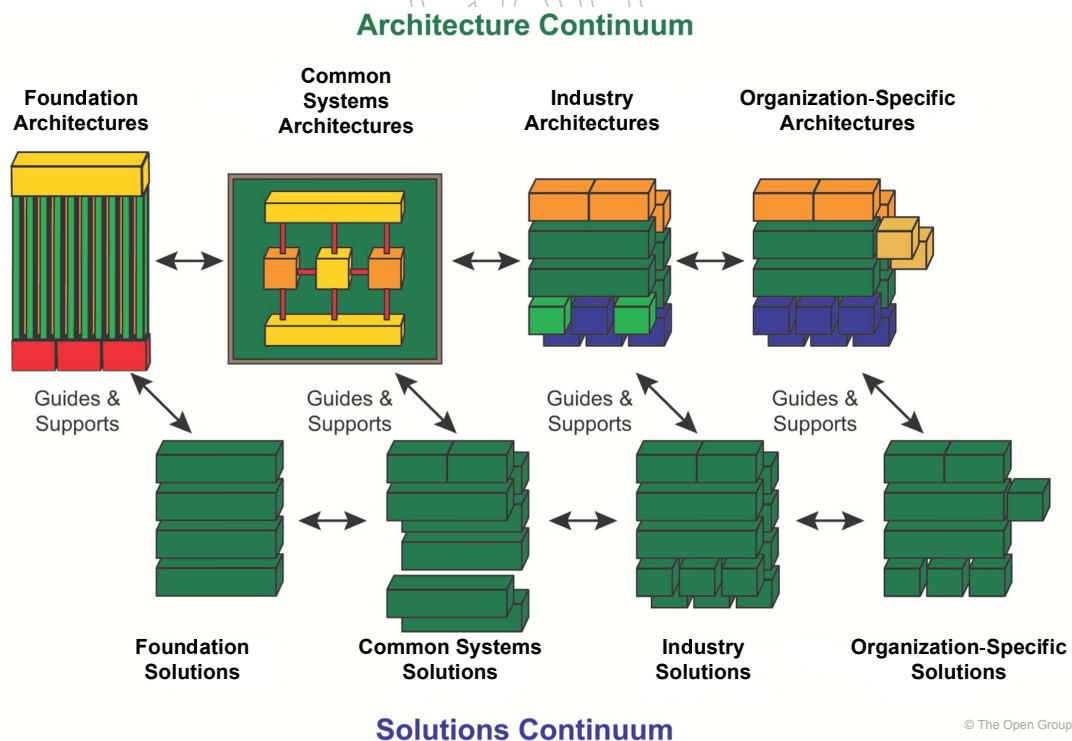 Architecture Continuum
Foundation
Architectures
Common
Systems
Architectures
Industry
Architectures
Organization-Specific
Architectures
Guides &
Supports
Guides &
Supports
Guides &
Supports
Guides &
Supports
Foundation
Solutions
Common Systems
Solutions
Industry
Solutions
Organization-Specific
Solutions
Solutions Continuum
© The Open Group